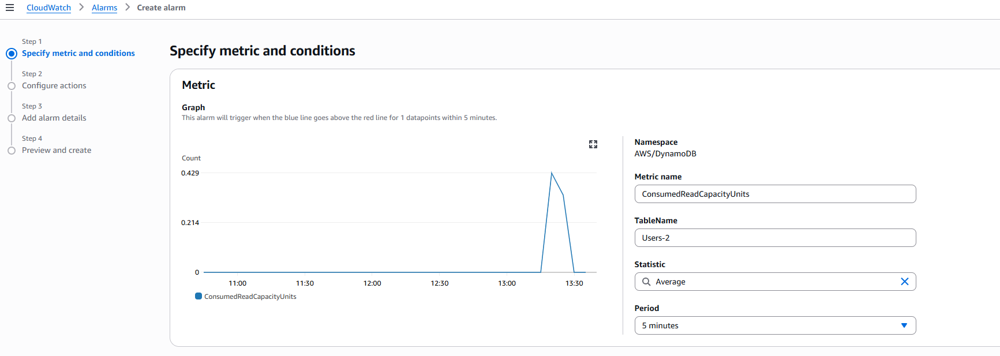 CloudWatch > Alarms > Create alarm
Step 1
Specify metric and conditions
Step 2
Configure actions
Step 3
Add alarm details
Step 4
Preview and create
Specify metric and conditions
Metric
Graph
This alarm will trigger when the blue line goes above the red line for 1 datapoints within 5 minutes.
Count
0.429
0.214
0
11:00 11:30 12:00 12:30 13:00 13:30
ConsumedReadCapacityUnits
Namespace
AWS/DynamoDB
Metric name
ConsumedReadCapacityUnits
TableName
Users-2
Statistic
Average
Period
5 minutes